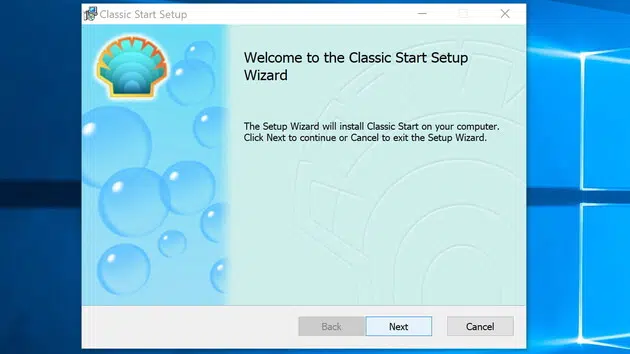 Classic Start Setup
Welcome to the Classic Start Setup
Wizard
The Setup Wizard will install Classic Start on your computer.
Click Next to continue or Cancel to exit the Setup Wizard.
Back
Next
Cancel